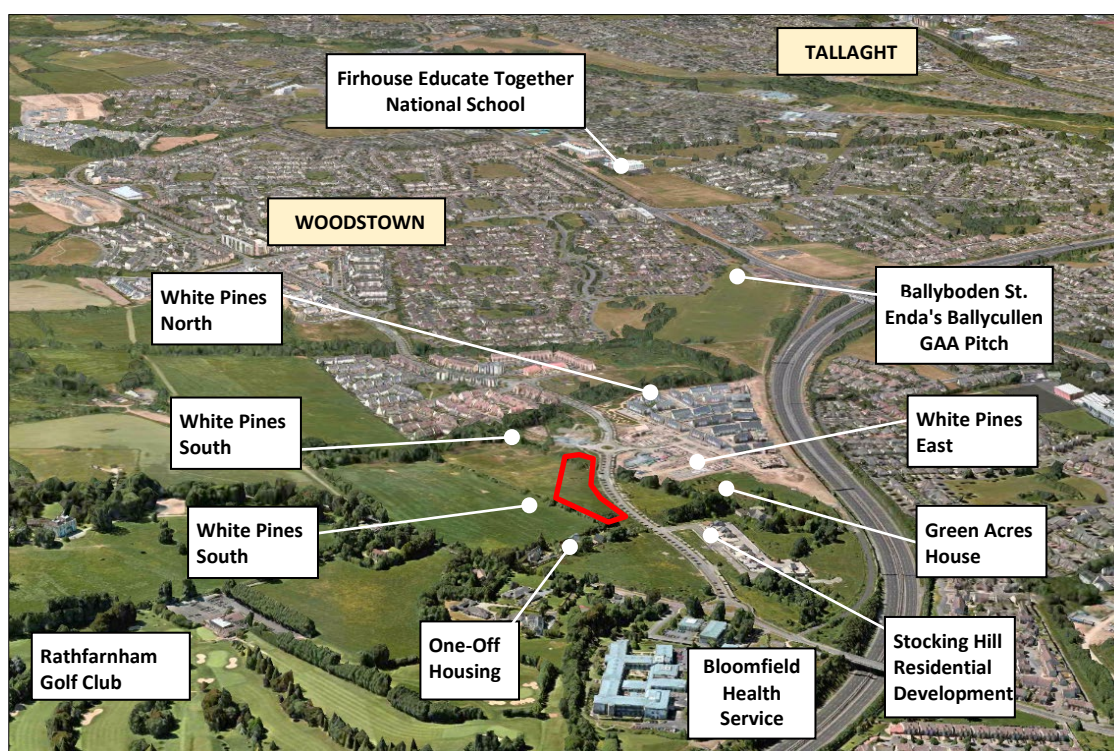 TALLAGHT
Firhouse Educate Together
National School
WOODSTOWN
White Pines
North
Ballyboden St.
Enda's Ballycullen
GAA Pitch
White Pines
South
White Pines
East
White Pines
South
Green Acres
House
Rathfarnham
Golf Club
One-Off
Housing
Bloomfield
Health
Service
Stocking Hill
Residential
Development